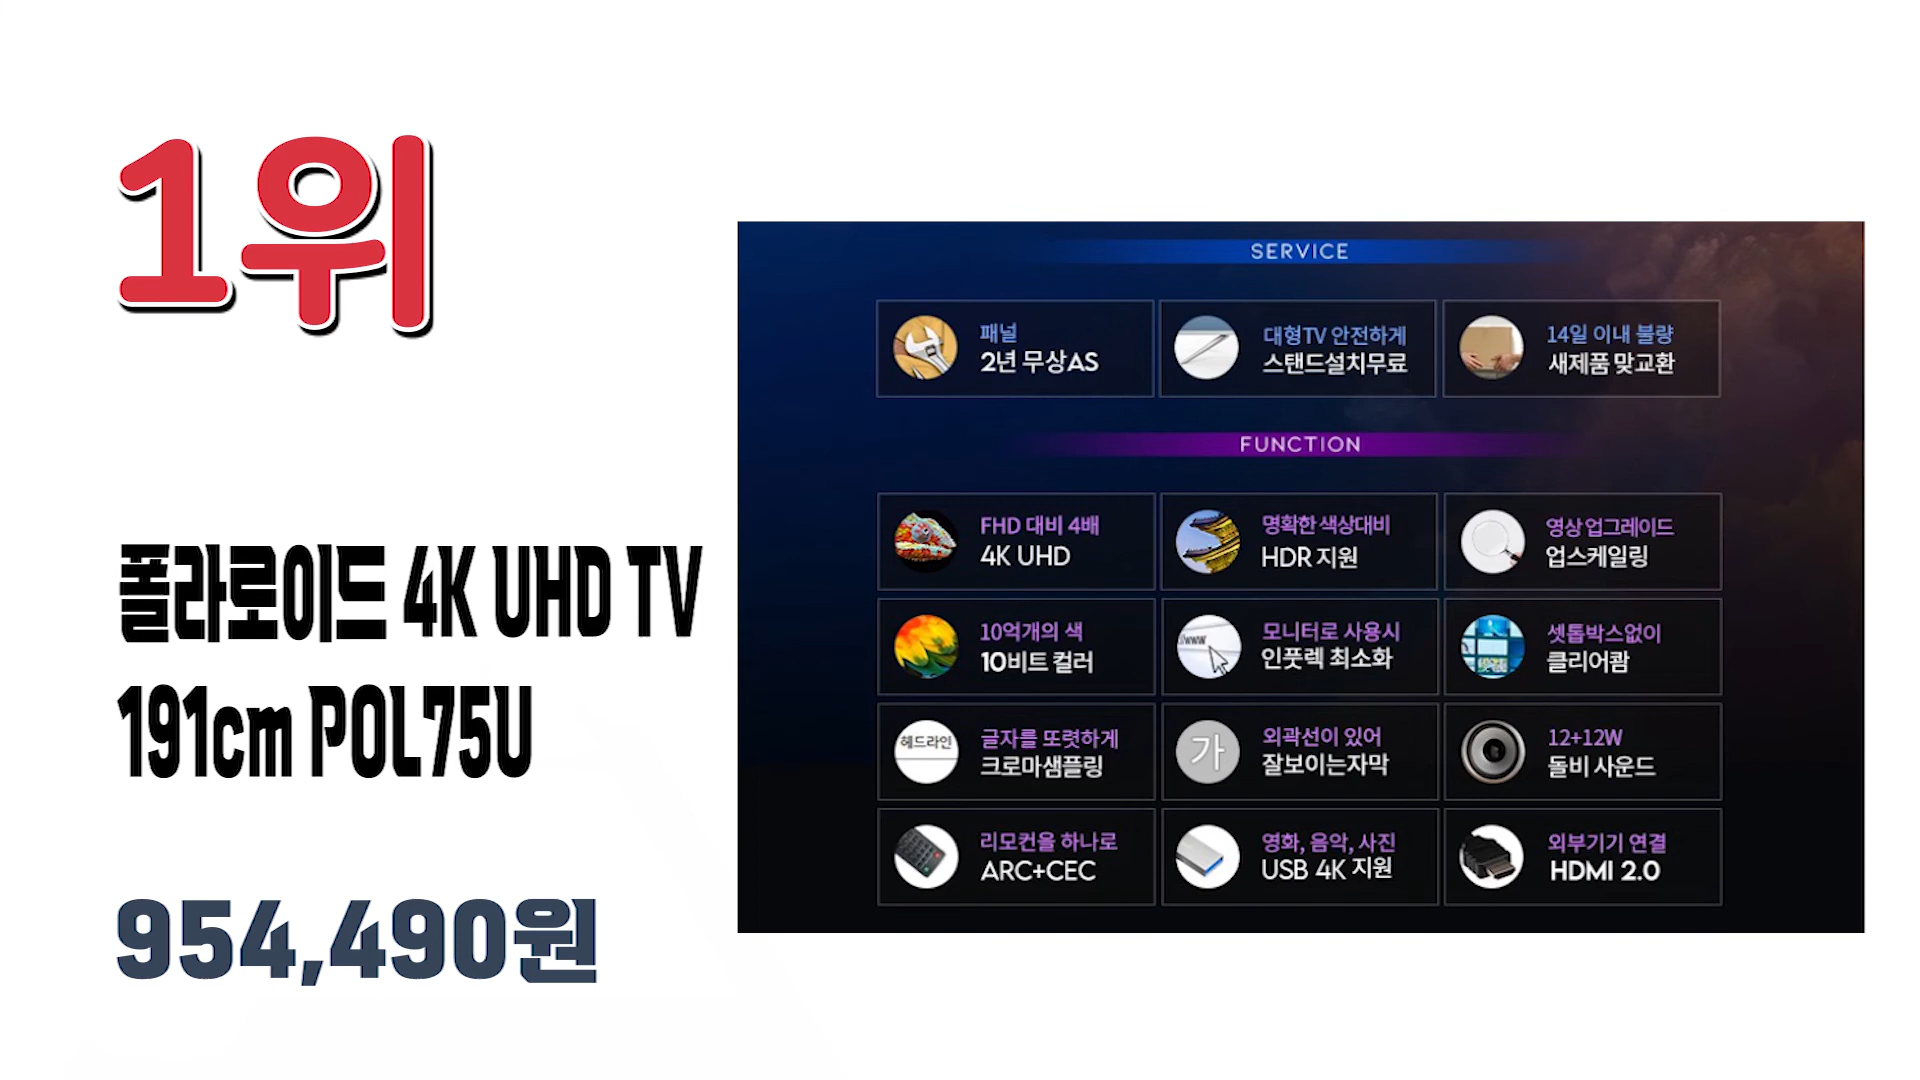 1위
폴라로이드 4K UHD TV
191cm POL75U
954,490원
SERVICE
패널
2년 무상AS
대형TV 안전하게
스탠드설치무료
14일 이내 불량
새제품 맞교환
FUNCTION
FHD 대비 4배
4K UHD
명확한 색상대비
HDR 지원
영상 업그레이드
업스케일링
10억개의 색
10비트 컬러
www
모니터로 사용시
인풋렉 최소화
셋톱박스없이
클리어쾀
헤드라인
글자를 또렷하게
크로마샘플링
가
외곽선이 있어
잘보이는자막
12+12W
돌비 사운드
리모컨을 하나로
ARC+CEC
영화, 음악, 사진
USB 4K 지원
외부기기 연결
HDMI 2.0